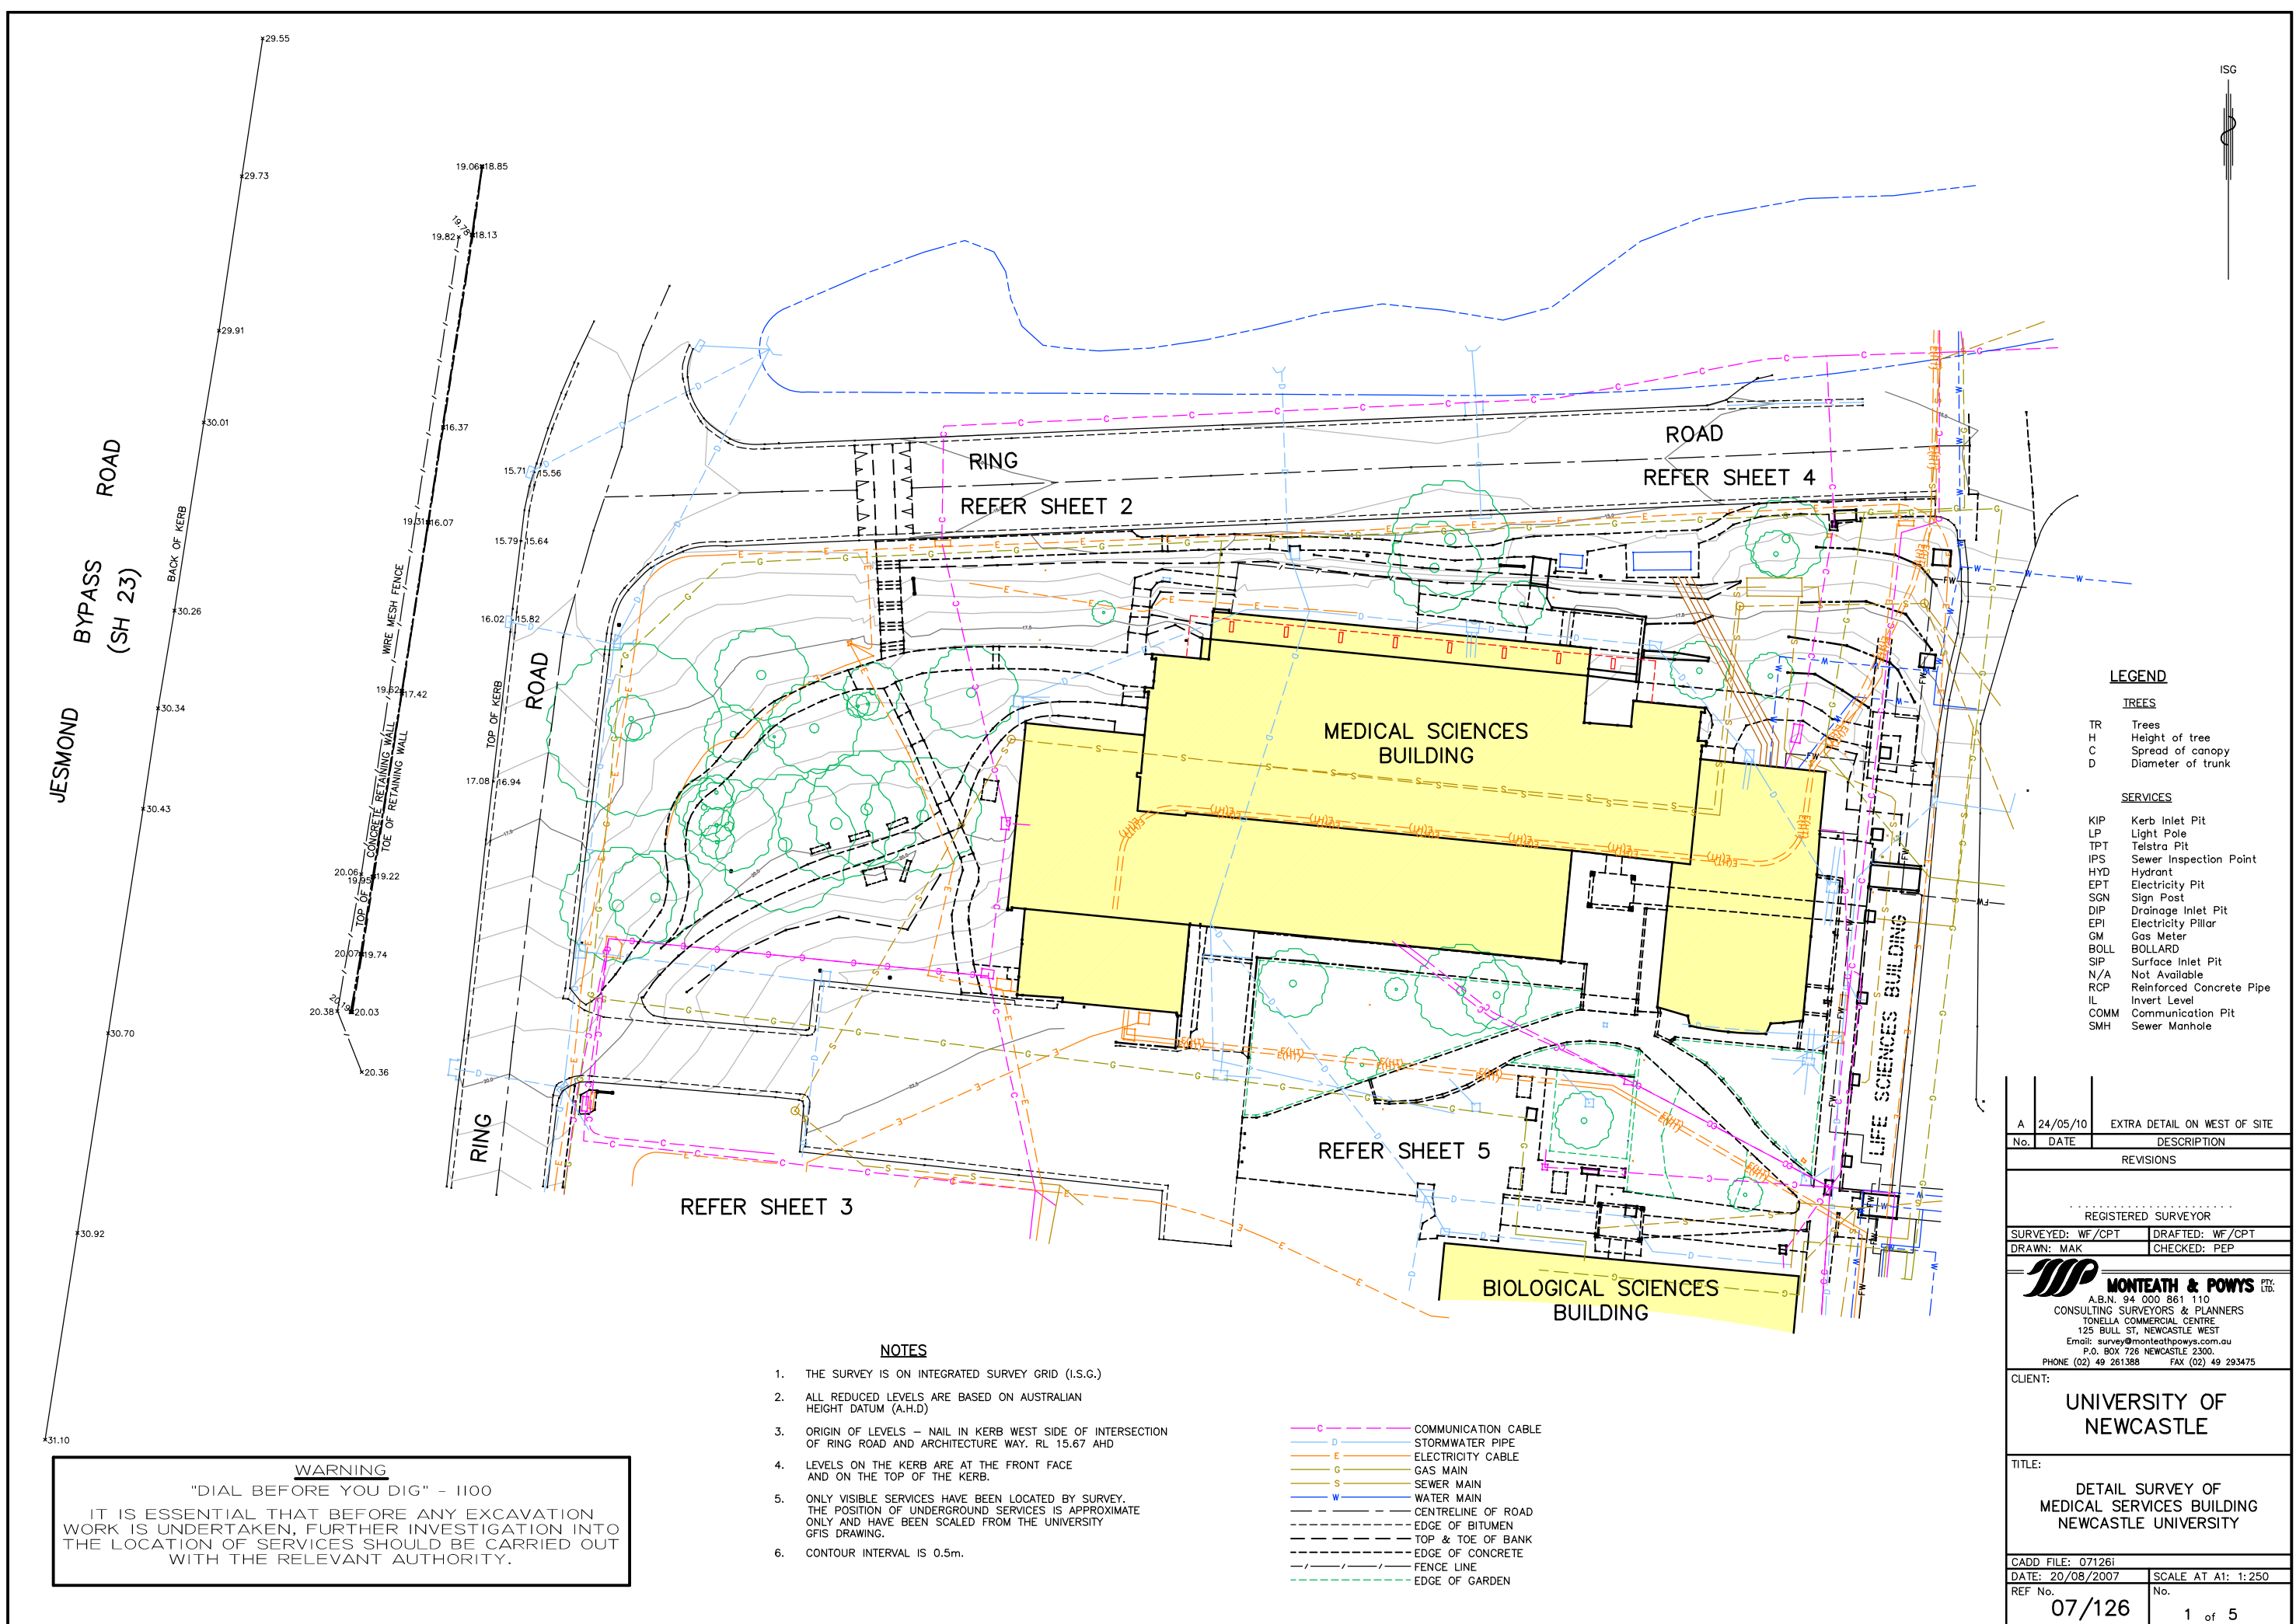 ISG
29.55
29.73
29.91
30.01
30.26
30.34
30.43
30.70
30.92
31.10
19.06 18.85
19.78
19.82 18.13
16.37
19.31 16.07
19.62 17.42
20.06
19.95 19.22
20.07 19.74
20.19
20.38 20.03
20.36
15.71 15.56
15.79 15.64
16.02 15.82
17.08 16.94
JESMOND BYPASS ROAD
(SH 23)
BACK OF KERB
WIRE MESH FENCE
TOP OF CONCRETE RETAINING WALL
TOE OF RETAINING WALL
TOP OF KERB
RING ROAD
RING ROAD
REFER SHEET 2
REFER SHEET 4
MEDICAL SCIENCES
BUILDING
LIFE SCIENCES BUILDING
REFER SHEET 5
REFER SHEET 3
BIOLOGICAL SCIENCES
BUILDING
LEGEND
TREES
TR Trees
H Height of tree
C Spread of canopy
D Diameter of trunk
SERVICES
KIP Kerb Inlet Pit
LP Light Pole
TPT Telstra Pit
IPS Sewer Inspection Point
HYD Hydrant
EPT Electricity Pit
SGN Sign Post
DIP Drainage Inlet Pit
EPI Electricity Pillar
GM Gas Meter
BOLL BOLLARD
SIP Surface Inlet Pit
N/A Not Available
RCP Reinforced Concrete Pipe
IL Invert Level
COMM Communication Pit
SMH Sewer Manhole
NOTES
1. THE SURVEY IS ON INTEGRATED SURVEY GRID (I.S.G.)
2. ALL REDUCED LEVELS ARE BASED ON AUSTRALIAN
HEIGHT DATUM (A.H.D)
3. ORIGIN OF LEVELS – NAIL IN KERB WEST SIDE OF INTERSECTION
OF RING ROAD AND ARCHITECTURE WAY. RL 15.67 AHD
4. LEVELS ON THE KERB ARE AT THE FRONT FACE
AND ON THE TOP OF THE KERB.
5. ONLY VISIBLE SERVICES HAVE BEEN LOCATED BY SURVEY.
THE POSITION OF UNDERGROUND SERVICES IS APPROXIMATE
ONLY AND HAVE BEEN SCALED FROM THE UNIVERSITY
GFIS DRAWING.
6. CONTOUR INTERVAL IS 0.5m.
C COMMUNICATION CABLE
D STORMWATER PIPE
E ELECTRICITY CABLE
G GAS MAIN
S SEWER MAIN
W WATER MAIN
CENTRELINE OF ROAD
EDGE OF BITUMEN
TOP & TOE OF BANK
EDGE OF CONCRETE
FENCE LINE
EDGE OF GARDEN
WARNING
"DIAL BEFORE YOU DIG" - 1100
IT IS ESSENTIAL THAT BEFORE ANY EXCAVATION
WORK IS UNDERTAKEN, FURTHER INVESTIGATION INTO
THE LOCATION OF SERVICES SHOULD BE CARRIED OUT
WITH THE RELEVANT AUTHORITY.
A 24/05/10 EXTRA DETAIL ON WEST OF SITE
No. DATE DESCRIPTION
REVISIONS
REGISTERED SURVEYOR
SURVEYED: WF/CPT DRAFTED: WF/CPT
DRAWN: MAK CHECKED: PEP
MONTEATH & POWYS PTY. LTD.
A.B.N. 94 000 861 110
CONSULTING SURVEYORS & PLANNERS
TONELLA COMMERCIAL CENTRE
125 BULL ST, NEWCASTLE WEST
Email: survey@monteathpowys.com.au
P.O. BOX 726 NEWCASTLE 2300.
PHONE (02) 49 261388 FAX (02) 49 293475
CLIENT:
UNIVERSITY OF
NEWCASTLE
TITLE:
DETAIL SURVEY OF
MEDICAL SERVICES BUILDING
NEWCASTLE UNIVERSITY
CADD FILE: 07126i
DATE: 20/08/2007 SCALE AT A1: 1:250
REF No. No.
07/126 1 of 5